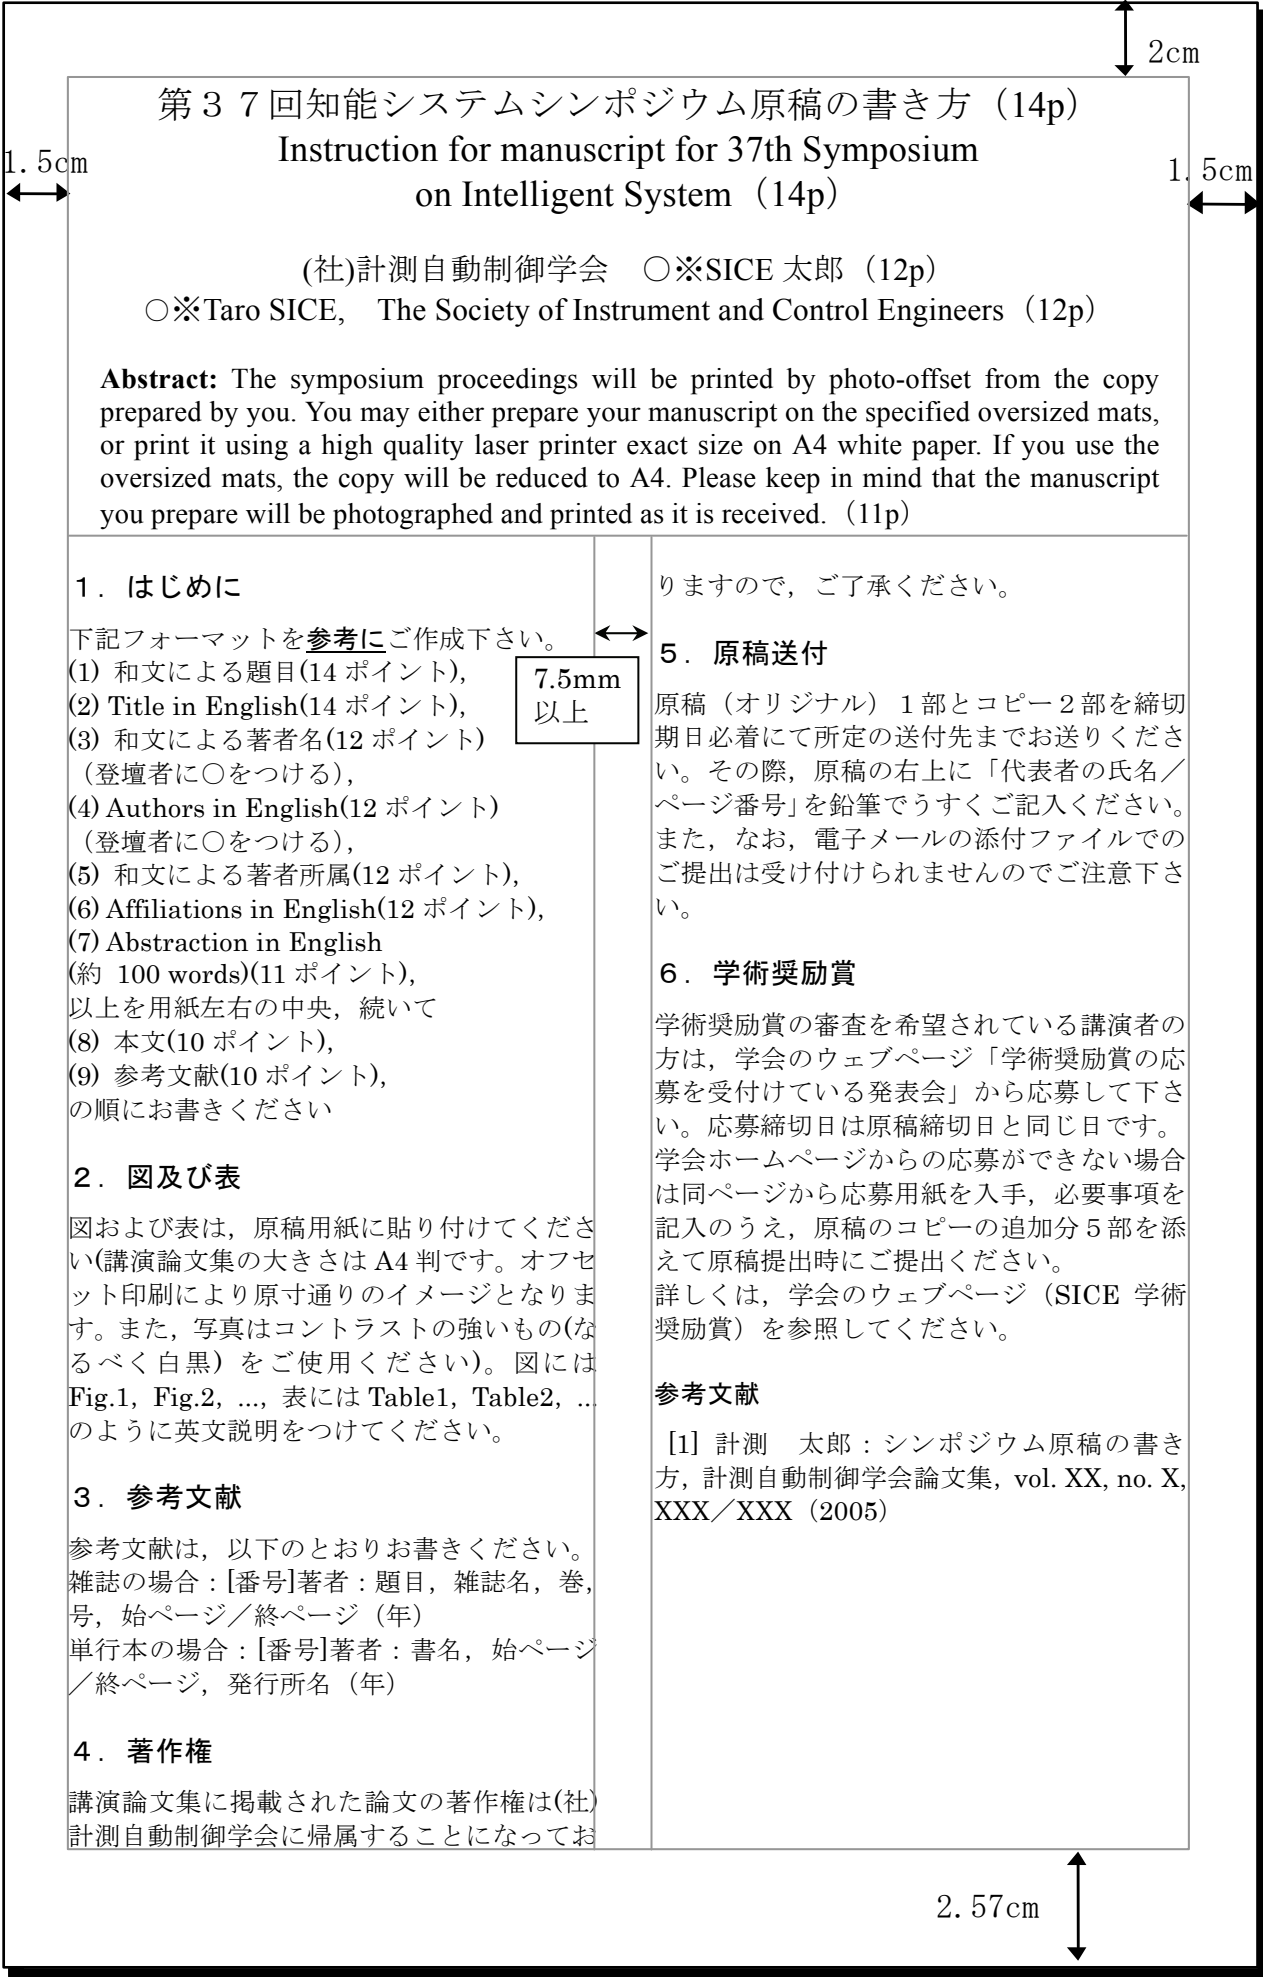 2cm
第３７回知能システムシンポジウム原稿の書き方（14p）
Instruction for manuscript for 37th Symposium
on Intelligent System（14p）
1.5cm
1.5cm
(社)計測自動制御学会　○※SICE 太郎（12p）
○※Taro SICE,　The Society of Instrument and Control Engineers（12p）
Abstract: The symposium proceedings will be printed by photo-offset from the copy
prepared by you. You may either prepare your manuscript on the specified oversized mats,
or print it using a high quality laser printer exact size on A4 white paper. If you use the
oversized mats, the copy will be reduced to A4. Please keep in mind that the manuscript
you prepare will be photographed and printed as it is received.（11p）
１．はじめに
下記フォーマットを参考にご作成下さい。
(1) 和文による題目(14 ポイント)，
(2) Title in English(14 ポイント)，
(3) 和文による著者名(12 ポイント)
（登壇者に○をつける)，
(4) Authors in English(12 ポイント)
（登壇者に○をつける)，
(5) 和文による著者所属(12 ポイント)，
(6) Affiliations in English(12 ポイント)，
(7) Abstraction in English
(約 100 words)(11 ポイント)，
以上を用紙左右の中央，続いて
(8) 本文(10 ポイント)，
(9) 参考文献(10 ポイント)，
の順にお書きください
7.5mm
以上
２．図及び表
図および表は，原稿用紙に貼り付けてくださ
い(講演論文集の大きさは A4 判です。オフセ
ット印刷により原寸通りのイメージとなりま
す。また，写真はコントラストの強いもの(な
るべく白黒）をご使用ください)。図には
Fig.1，Fig.2，...，表には Table1，Table2，...
のように英文説明をつけてください。
３．参考文献
参考文献は，以下のとおりお書きください。
雑誌の場合：[番号]著者：題目，雑誌名，巻，
号，始ページ／終ページ（年）
単行本の場合：[番号]著者：書名，始ページ
／終ページ，発行所名（年）
４．著作権
講演論文集に掲載された論文の著作権は(社)
計測自動制御学会に帰属することになってお
りますので，ご了承ください。
５．原稿送付
原稿（オリジナル）１部とコピー２部を締切
期日必着にて所定の送付先までお送りくださ
い。その際，原稿の右上に「代表者の氏名／
ページ番号」を鉛筆でうすくご記入ください。
また，なお，電子メールの添付ファイルでの
ご提出は受け付けられませんのでご注意下さ
い。
６．学術奨励賞
学術奨励賞の審査を希望されている講演者の
方は，学会のウェブページ「学術奨励賞の応
募を受付けている発表会」から応募して下さ
い。応募締切日は原稿締切日と同じ日です。
学会ホームページからの応募ができない場合
は同ページから応募用紙を入手，必要事項を
記入のうえ，原稿のコピーの追加分５部を添
えて原稿提出時にご提出ください。
詳しくは，学会のウェブページ（SICE 学術
奨励賞）を参照してください。
参考文献
[1] 計測　太郎：シンポジウム原稿の書き
方, 計測自動制御学会論文集, vol. XX, no. X,
XXX／XXX（2005）
2.57cm